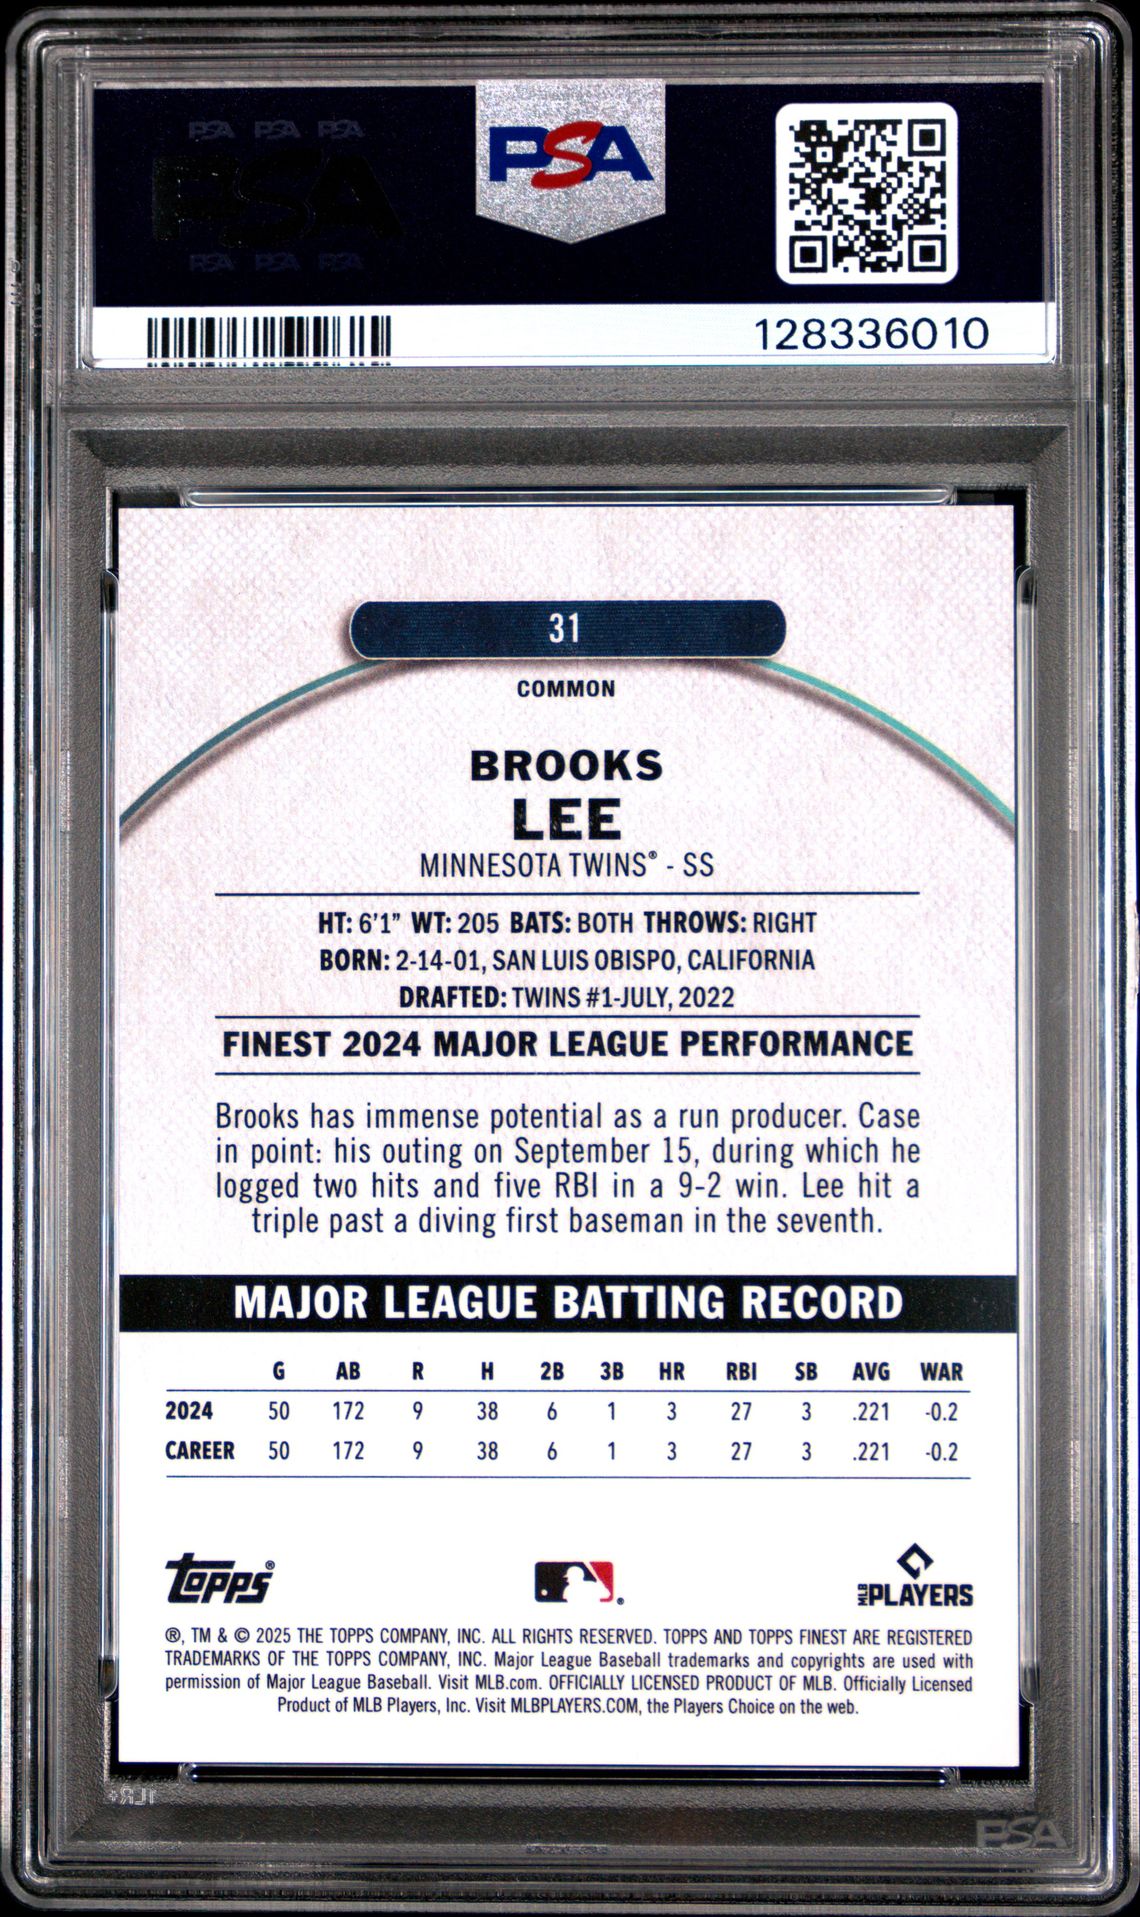 PSA PSA PSA
PSA
PSA PSA PSA
PSA
128336010
31
COMMON
BROOKS
LEE
MINNESOTA TWINS® - SS
HT: 6'1" WT: 205 BATS: BOTH THROWS: RIGHT
BORN: 2-14-01, SAN LUIS OBISPO, CALIFORNIA
DRAFTED: TWINS #1-JULY, 2022
FINEST 2024 MAJOR LEAGUE PERFORMANCE
Brooks has immense potential as a run producer. Case
in point: his outing on September 15, during which he
logged two hits and five RBI in a 9-2 win. Lee hit a
triple past a diving first baseman in the seventh.
MAJOR LEAGUE BATTING RECORD
G AB R H 2B 3B HR RBI SB AVG WAR
2024 50 172 9 38 6 1 3 27 3 .221 -0.2
CAREER 50 172 9 38 6 1 3 27 3 .221 -0.2
Topps®
®
MLB PLAYERS
®, TM & © 2025 THE TOPPS COMPANY, INC. ALL RIGHTS RESERVED. TOPPS AND TOPPS FINEST ARE REGISTERED
TRADEMARKS OF THE TOPPS COMPANY, INC. Major League Baseball trademarks and copyrights are used with
permission of Major League Baseball. Visit MLB.com. OFFICIALLY LICENSED PRODUCT OF MLB. Officially Licensed
Product of MLB Players, Inc. Visit MLBPLAYERS.COM, the Players Choice on the web.
PSA